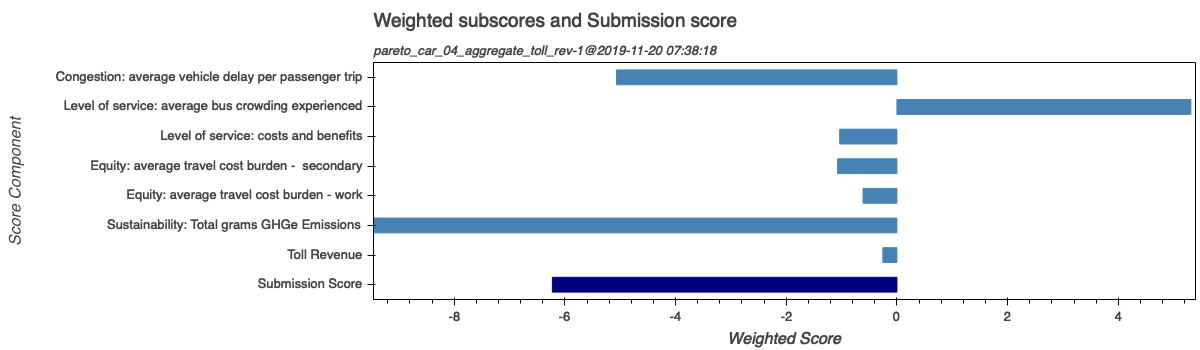 Weighted subscores and Submission score
pareto_car_04_aggregate_toll_rev-1@2019-11-20 07:38:18
Score Component
Congestion: average vehicle delay per passenger trip
Level of service: average bus crowding experienced
Level of service: costs and benefits
Equity: average travel cost burden -  secondary
Equity: average travel cost burden - work
Sustainability: Total grams GHGe Emissions
Toll Revenue
Submission Score
-8 -6 -4 -2 0 2 4
Weighted Score